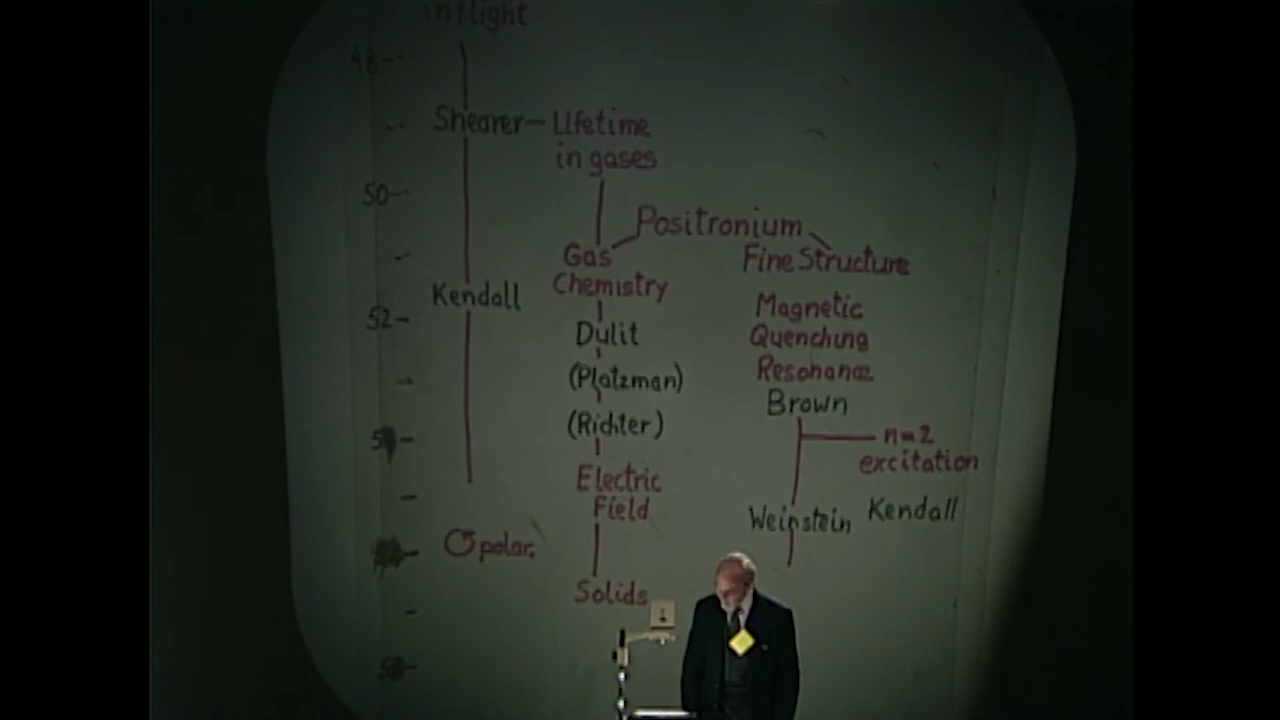 in flight
48
Shearer — Lifetime
in gases
50
Positronium
Gas
Chemistry
Fine Structure
Kendall
Magnetic
52
Quenching
Dulit
Resonance
(Platzman)
Brown
(Richter)
n=2
excitation
Electric
Field
Weinstein
Kendall
polar.
Solids